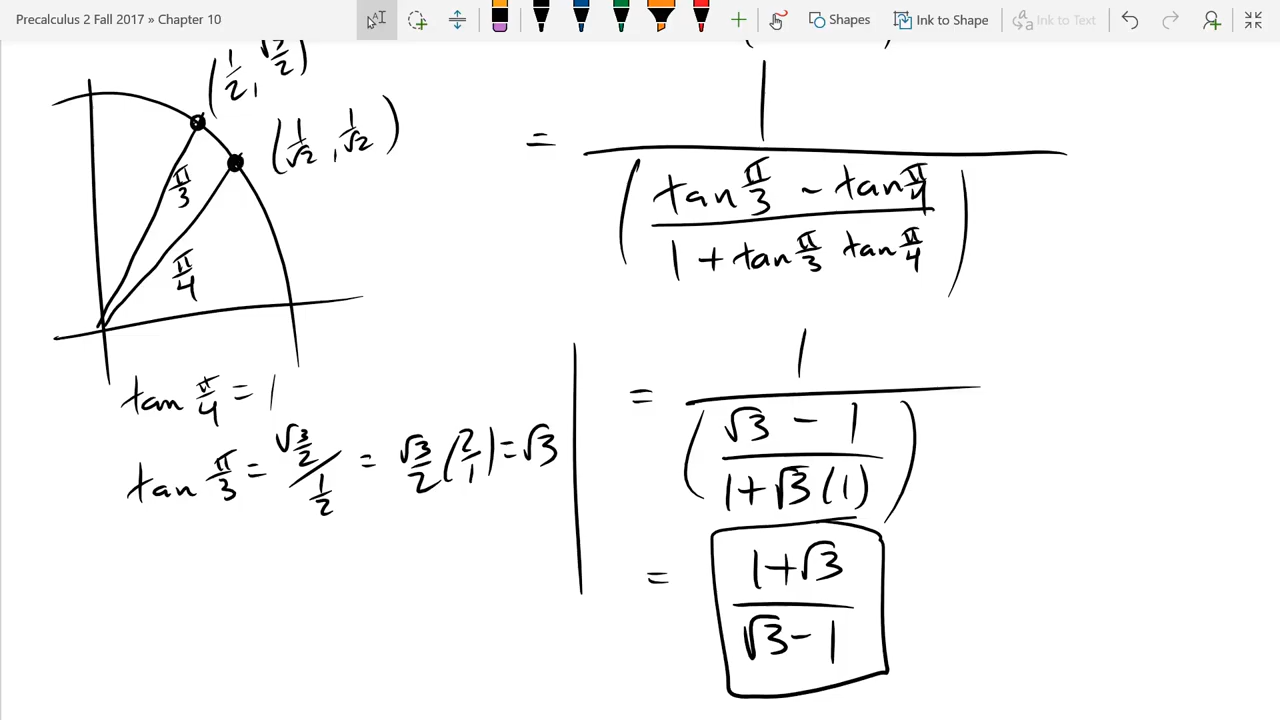 Precalculus 2 Fall 2017 » Chapter 10
Shapes
Ink to Shape
Ink to Text
(1/2, √3/2)
(1/√2, 1/√2)
π/3
π/4
tan π/4 = 1
tan π/3 = (√3/2)/(1/2) = √3/2 (2/1) = √3
= 1/((tan π/3 - tan π/4)/(1 + tan π/3 tan π/4))
= 1/((√3 - 1)/(1+√3(1)))
= (1+√3)/(√3-1)